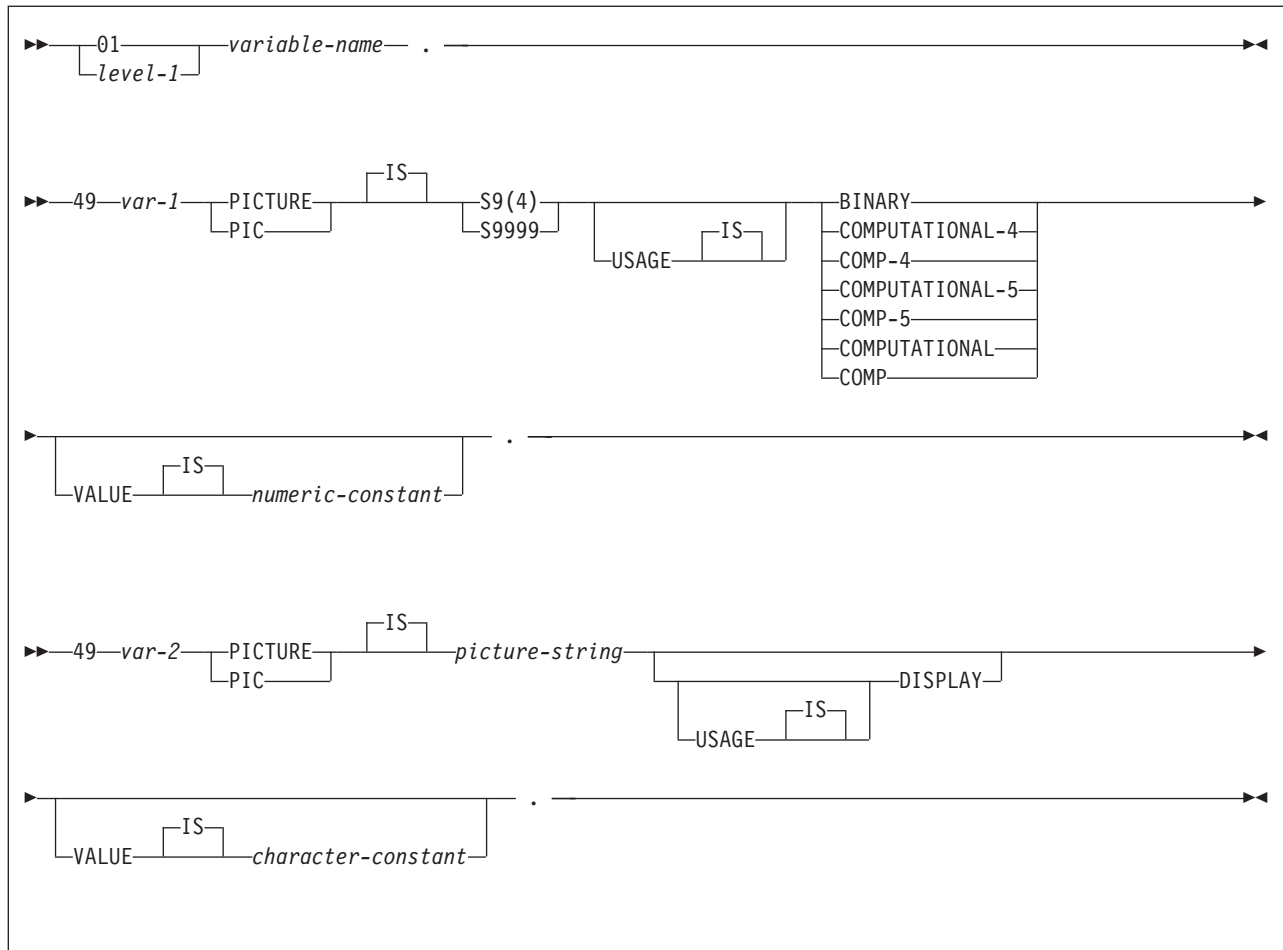 01 variable-name .
level-1
IS
49 var-1 PICTURE S9(4) BINARY
PIC S9999 IS COMPUTATIONAL-4
USAGE COMP-4
COMPUTATIONAL-5
COMP-5
COMPUTATIONAL
COMP
.
IS
VALUE numeric-constant
IS
49 var-2 PICTURE picture-string
PIC DISPLAY
IS
USAGE
.
IS
VALUE character-constant